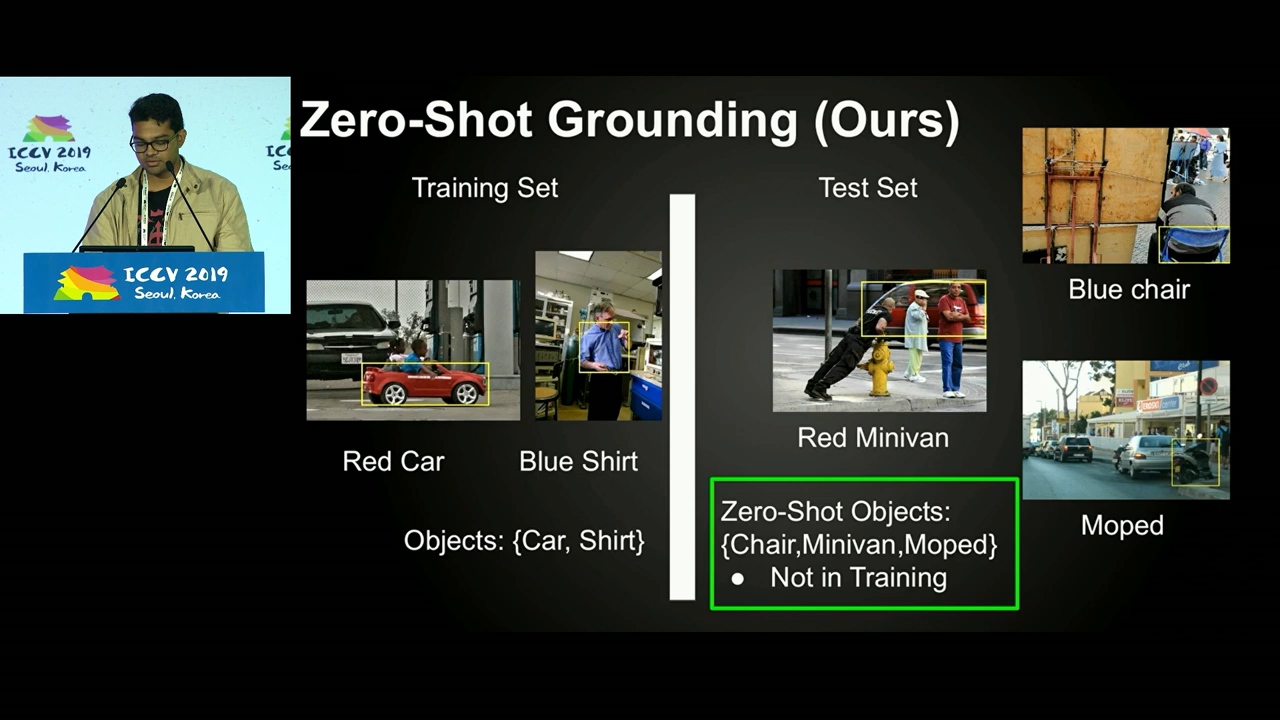 ICCV 2019
Seoul, Korea
ICCV 2019
Seoul, Korea
Zero-Shot Grounding (Ours)
Training Set
Test Set
Blue chair
Red Car
Blue Shirt
Red Minivan
Moped
Objects: {Car, Shirt}
Zero-Shot Objects:
{Chair,Minivan,Moped}
● Not in Training